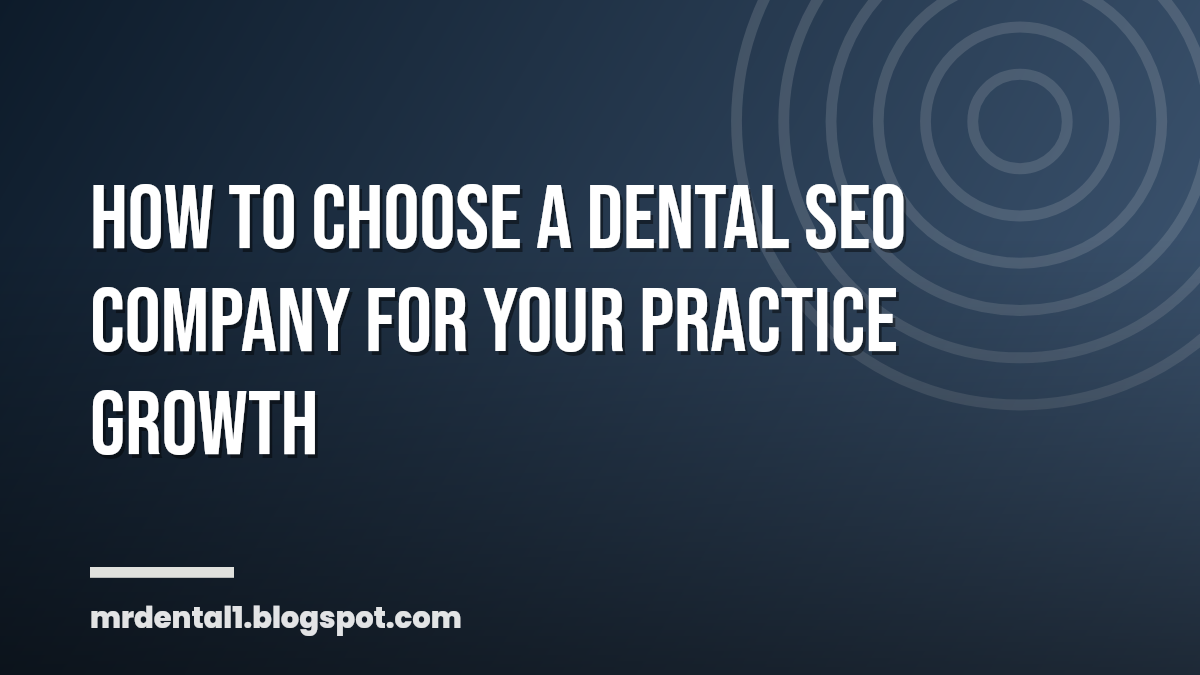 HOW TO CHOOSE A DENTAL SEO
COMPANY FOR YOUR PRACTICE
GROWTH
mrdental1.blogspot.com